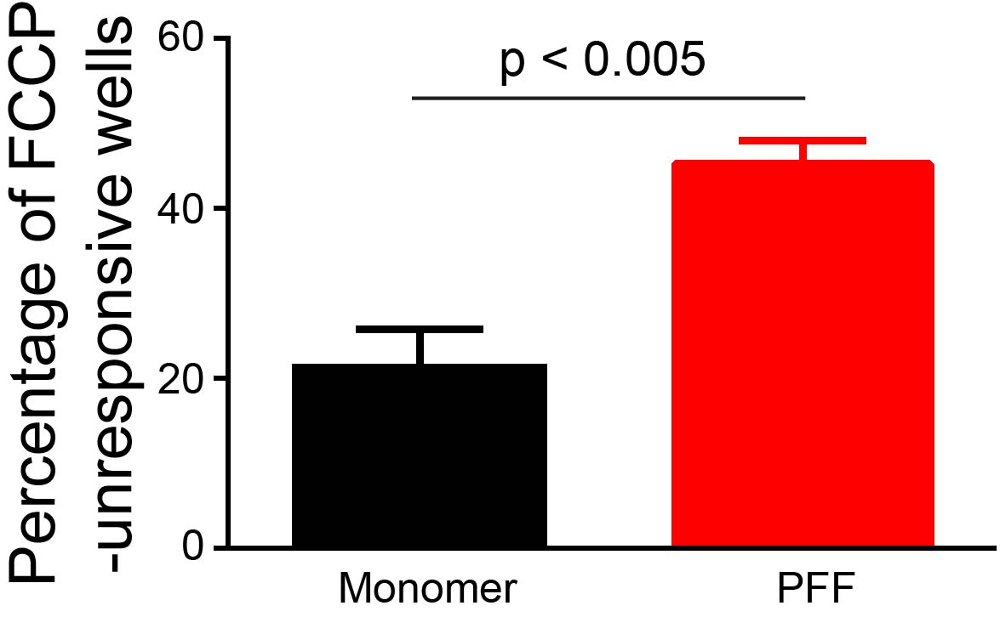 Percentage of FCCP
-unresponsive wells
60
40
20
0
p < 0.005
Monomer
PFF